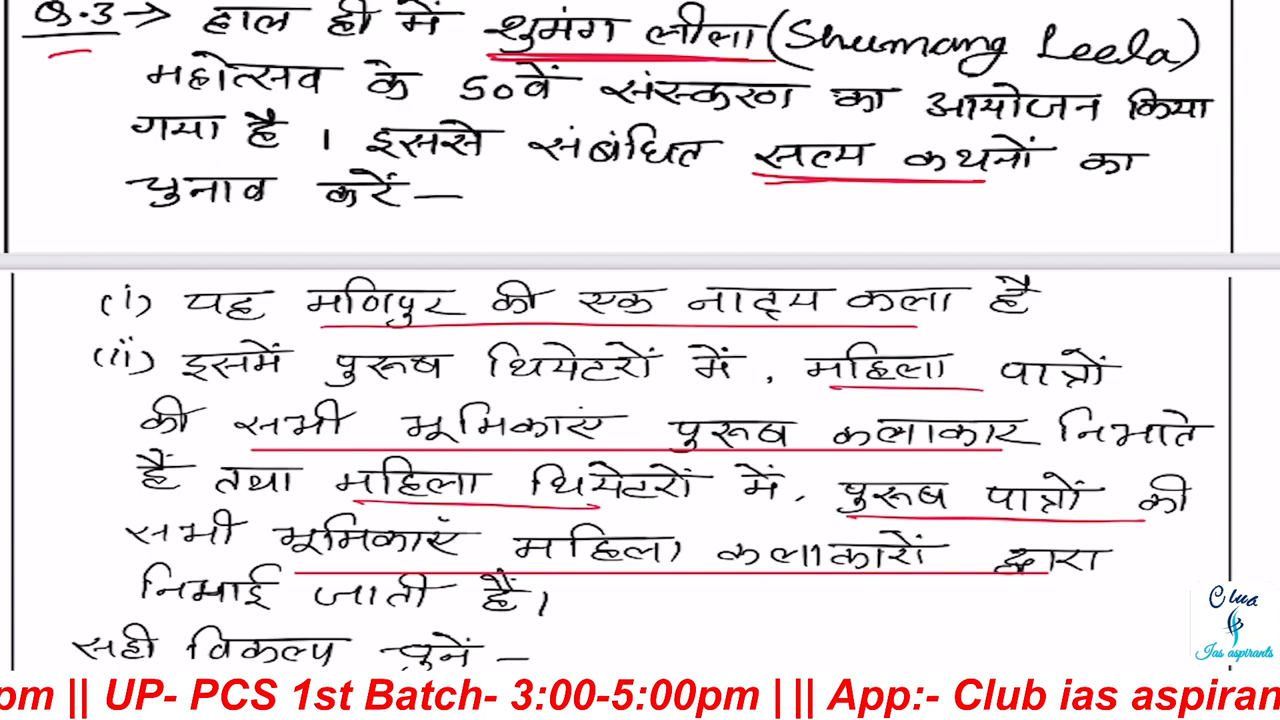 Q.3 → हाल ही में शुमंग लीला (Shumang Leela)
महोत्सव के 50वें संस्करण का आयोजन किया
गया है । इससे संबंधित सत्य कथनों का
चुनाव करें —
(i) यह मणिपुर की एक नाट्य कला है
(ii) इसमें पुरूष थियेटरों में, महिला पात्रों
की सभी भूमिकाएं पुरूष कलाकार निभाते
हैं तथा महिला थियेटरों में, पुरूष पात्रों की
सभी भूमिकाएं महिला कलाकारों द्वारा
निभाई जाती हैं।
सही विकल्प चुनें –
Club
Ias aspirants
pm || UP- PCS 1st Batch- 3:00-5:00pm | || App:- Club ias aspiran